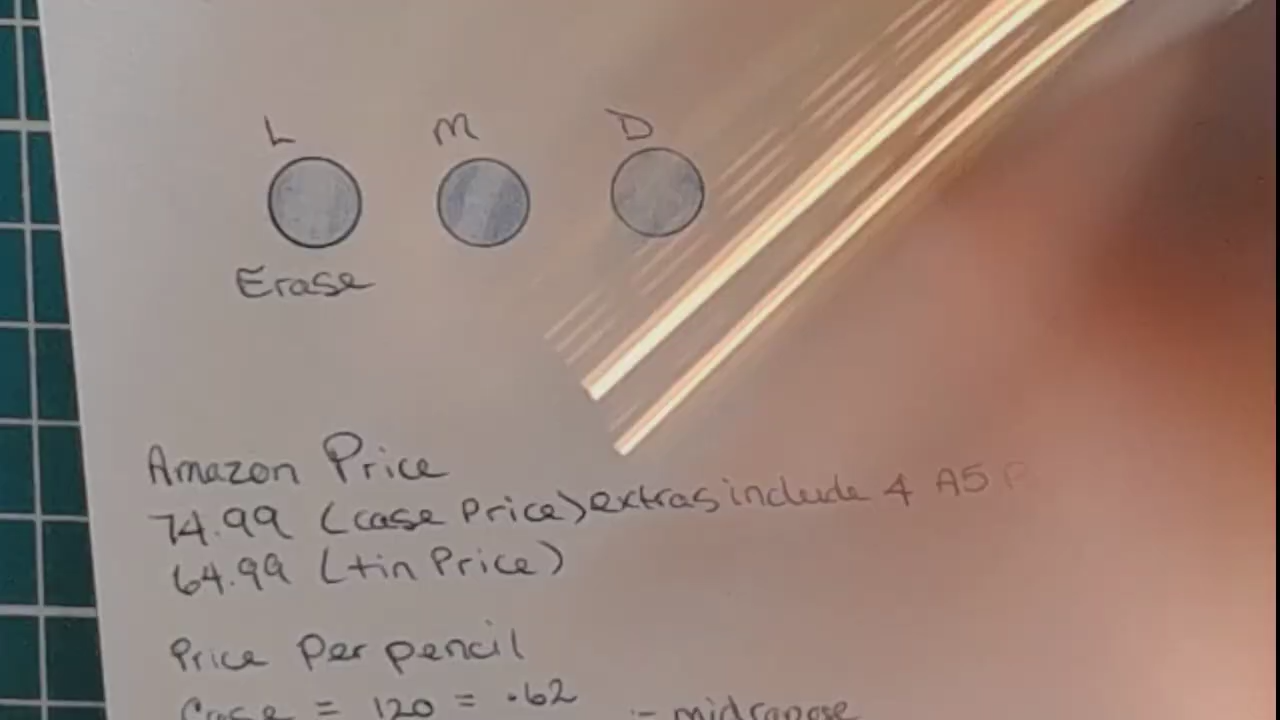 L M D
Erase
Amazon Price
74.99 (case Price) extras include 4 A5
64.99 (tin Price)
Price Per pencil
Case = 120 = .62 :- midrange